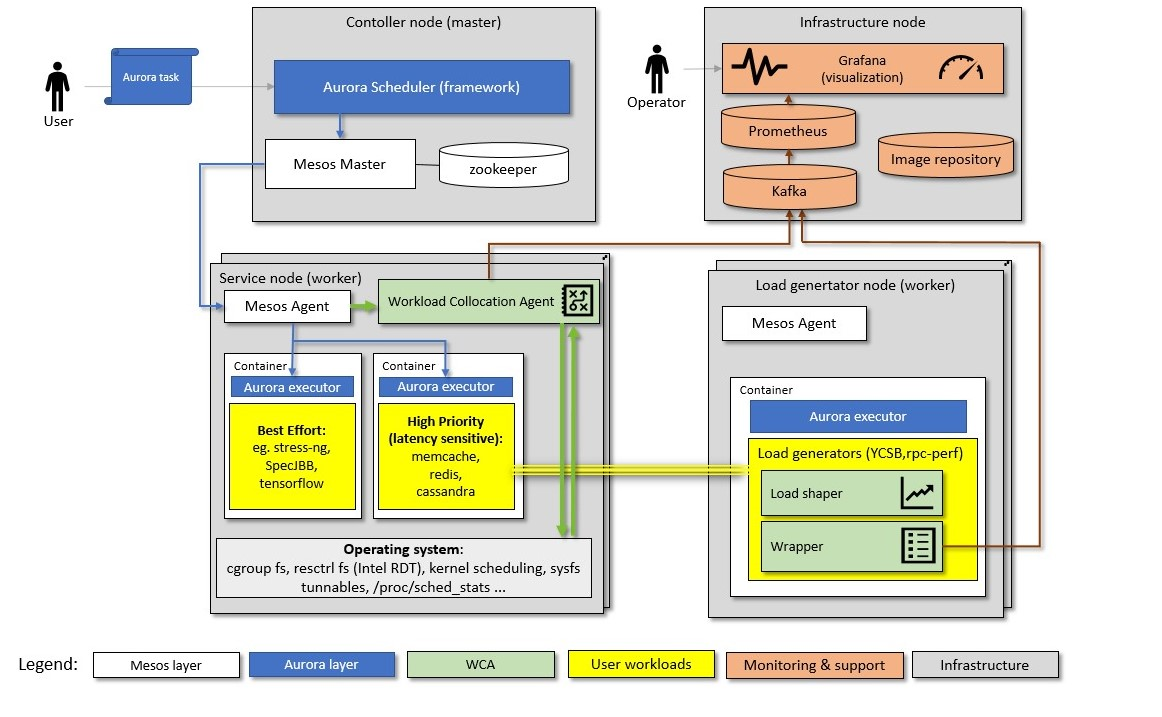 Contoller node (master)
Aurora task
User
Aurora Scheduler (framework)
Mesos Master
zookeeper
Infrastructure node
Operator
Grafana
(visualization)
Prometheus
Image repository
Kafka
Service node (worker)
Mesos Agent
Workload Collocation Agent
Container
Aurora executor
Best Effort:
eg. stress-ng,
SpecJBB,
tensorflow
Container
Aurora executor
High Priority
(latency sensitive):
memcache,
redis,
cassandra
Operating system:
cgroup fs, resctrl fs (Intel RDT), kernel scheduling, sysfs
tunnables, /proc/sched_stats ...
Load genertator node (worker)
Mesos Agent
Container
Aurora executor
Load generators (YCSB,rpc-perf)
Load shaper
Wrapper
Legend:
Mesos layer
Aurora layer
WCA
User workloads
Monitoring & support
Infrastructure